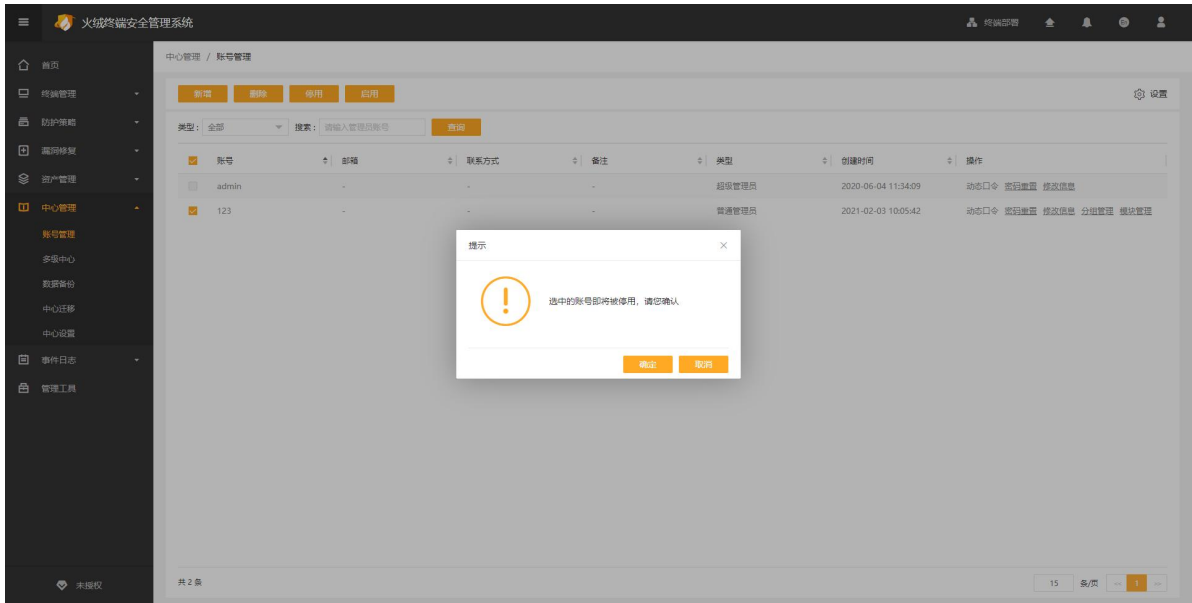 火绒终端安全管理系统 终端部署
首页
终端管理
防护策略
漏洞修复
资产管理
中心管理
账号管理
多级中心
数据备份
中心迁移
中心设置
事件日志
管理工具
未授权
中心管理 / 账号管理
新增 删除 停用 启用 设置
类型: 全部 搜索: 请输入管理员账号 查询
账号 邮箱 联系方式 备注 类型 创建时间 操作
admin - - - 超级管理员 2020-06-04 11:34:09 动态口令 密码重置 修改信息
123 - - - 普通管理员 2021-02-03 10:05:42 动态口令 密码重置 修改信息 分组管理 模块管理
提示
选中的账号即将被停用, 请您确认
确定 取消
共 2 条 15 条/页 1